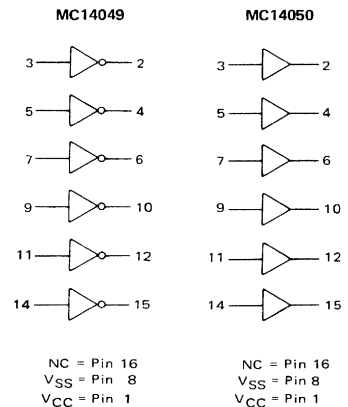 MC14049 MC14050
3 2 3 2
5 4 5 4
7 6 7 6
9 10 9 10
11 12 11 12
14 15 14 15
NC = Pin 16 NC = Pin 16
VSS = Pin 8 VSS = Pin 8
VCC = Pin 1 VCC = Pin 1